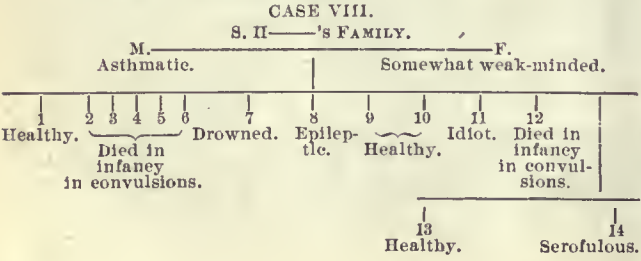 CASE VIII.
S. H——'s FAMILY.
M. F.
Asthmatic. Somewhat weak-minded.
1 2 3 4 5 6 7 8 9 10 11 12
Healthy. Drowned. Epilep- Healthy. Idiot. Died in
Died in tic. infancy
infancy in convul-
in convulsions. sions.
13 14
Healthy. Serofulous.